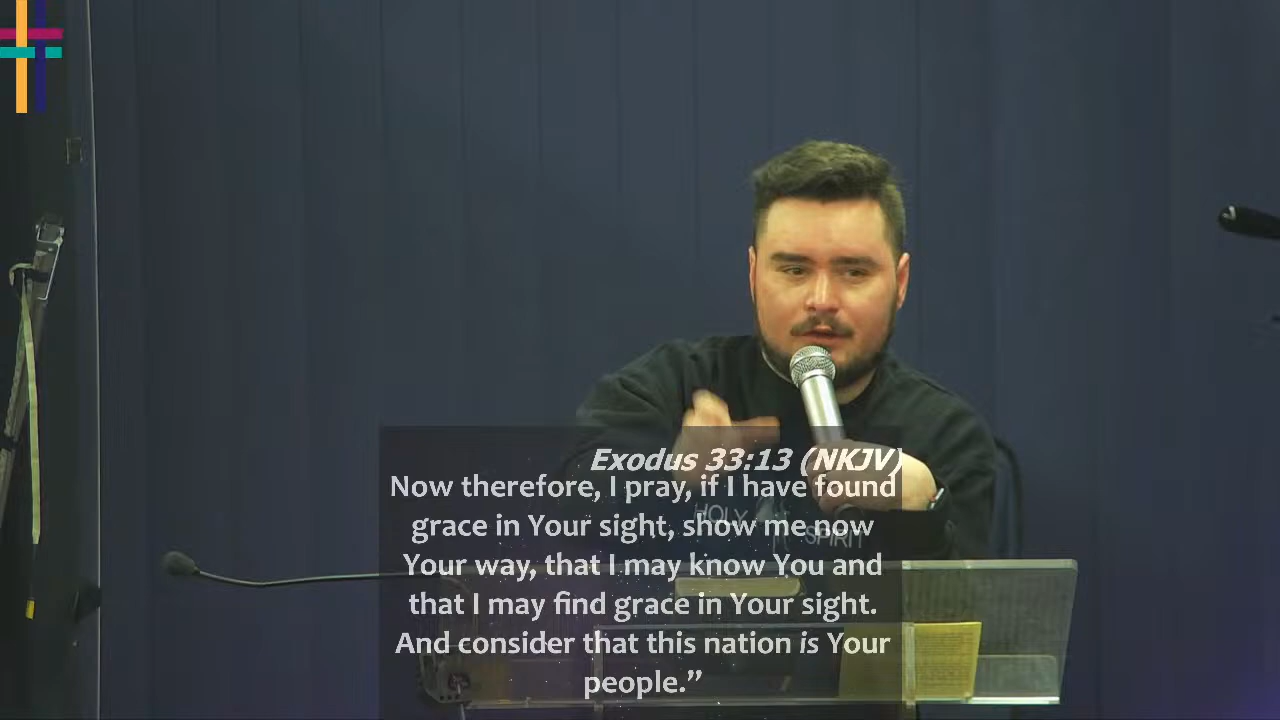 Exodus 33:13 (NKJV)
Now therefore, I pray, if I have found
grace in Your sight, show me now
Your way, that I may know You and
that I may find grace in Your sight.
And consider that this nation is Your
people.”
HOLY SPIRIT